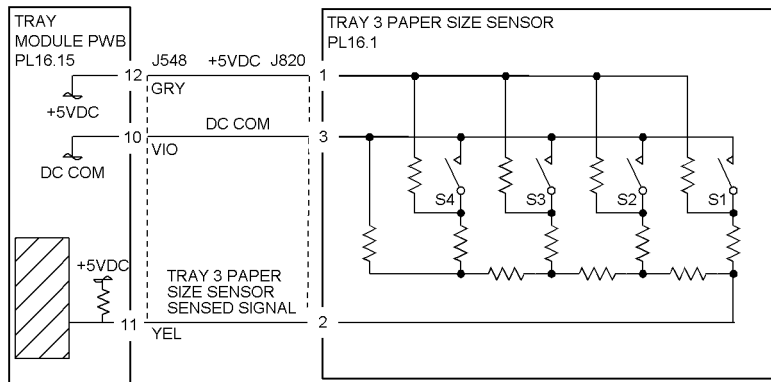 TRAY
MODULE PWB
PL16.15
TRAY 3 PAPER SIZE SENSOR
PL16.1
12
J548
+5VDC
J820
1
GRY
+5VDC
10
DC COM
3
VIO
DC COM
S4
S3
S2
S1
+5VDC
TRAY 3 PAPER
SIZE SENSOR
SENSED SIGNAL
11
2
YEL